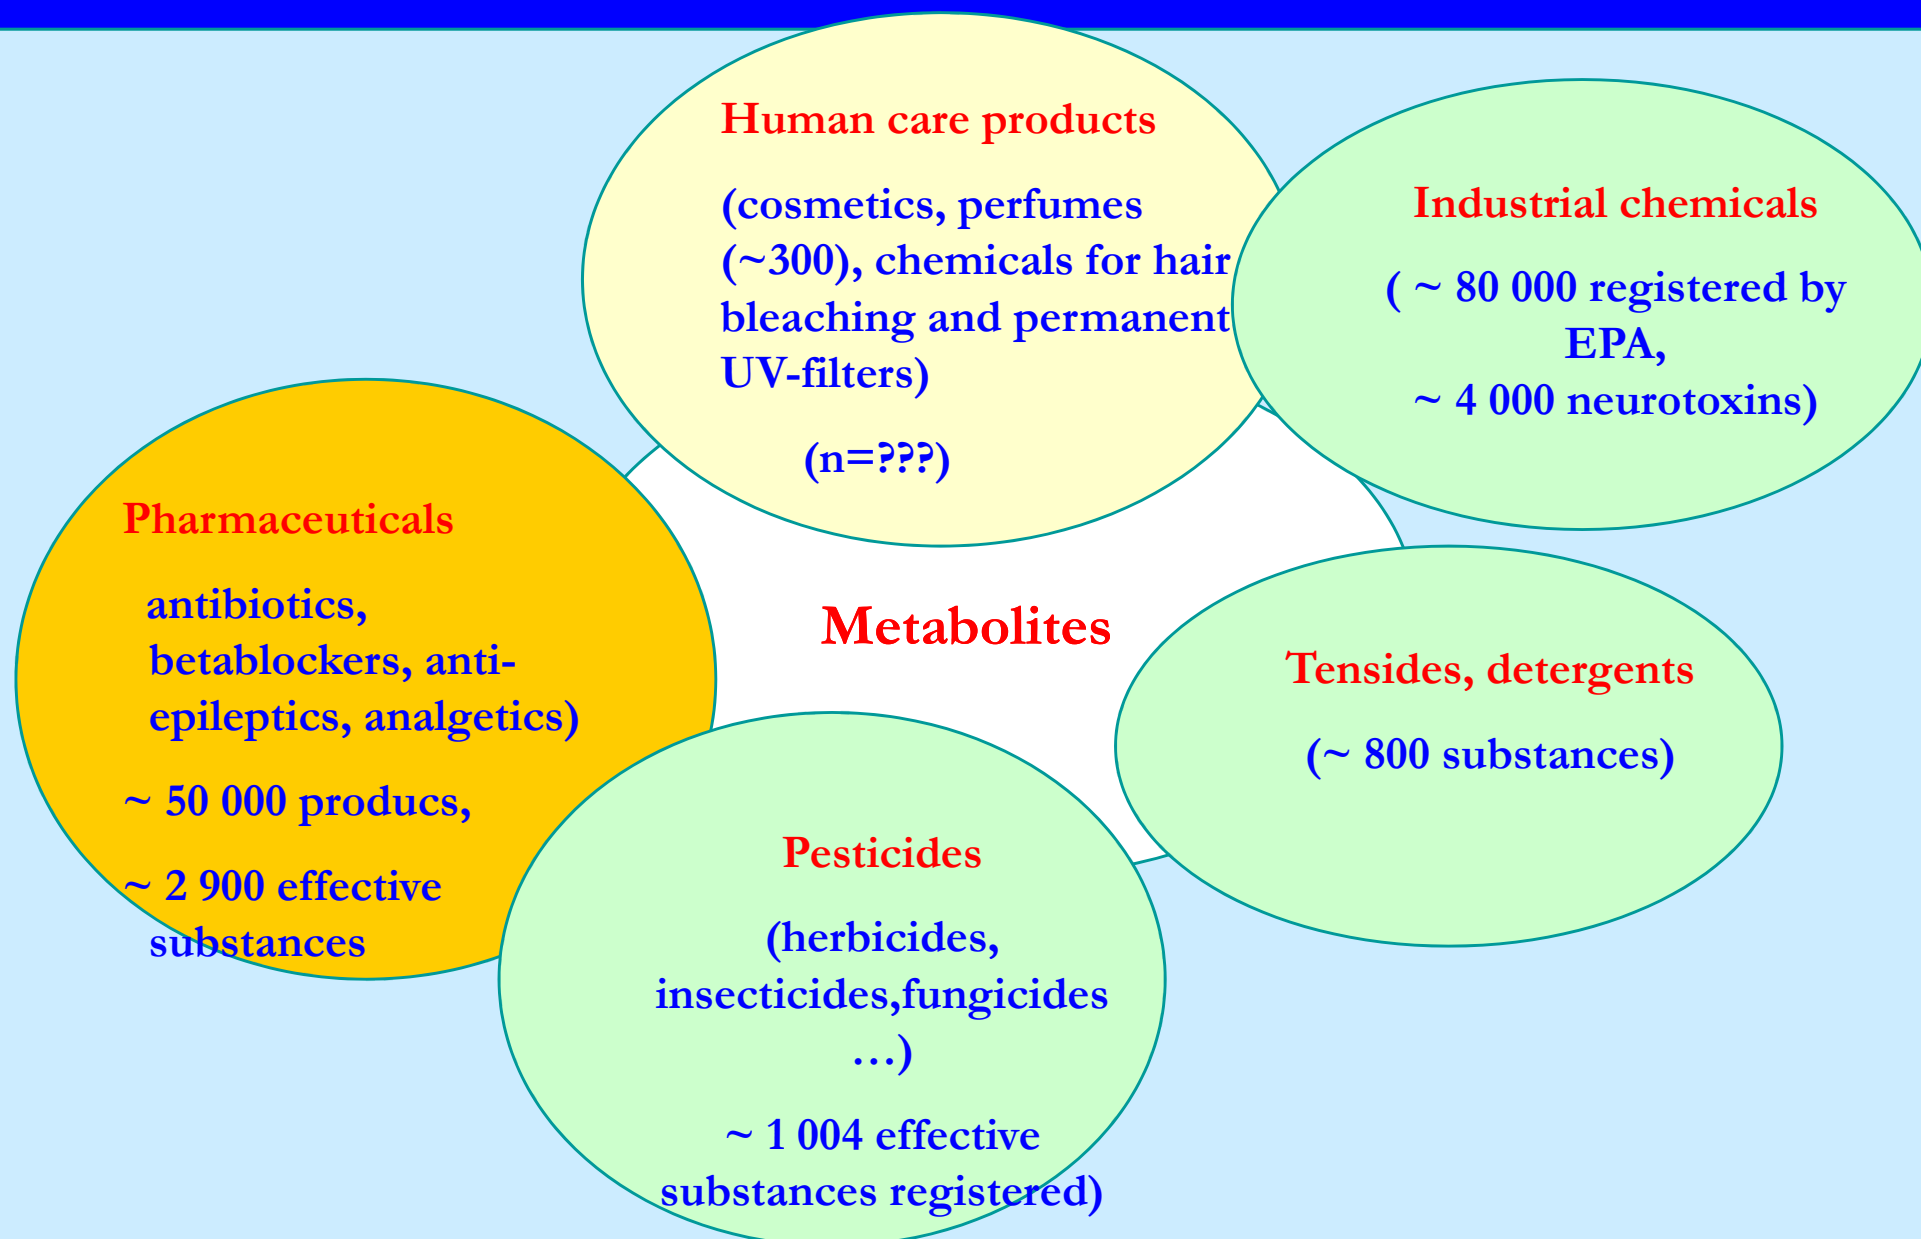 Human care products
(cosmetics, perfumes
(~300), chemicals for hair
bleaching and permanent
UV-filters)
(n=???)
Industrial chemicals
( ~ 80 000 registered by
EPA,
~ 4 000 neurotoxins)
Pharmaceuticals
antibiotics,
betablockers, anti-
epileptics, analgetics)
~ 50 000 producs,
~ 2 900 effective
substances
Metabolites
Tensides, detergents
(~ 800 substances)
Pesticides
(herbicides,
insecticides,fungicides
…)
~ 1 004 effective
substances registered)